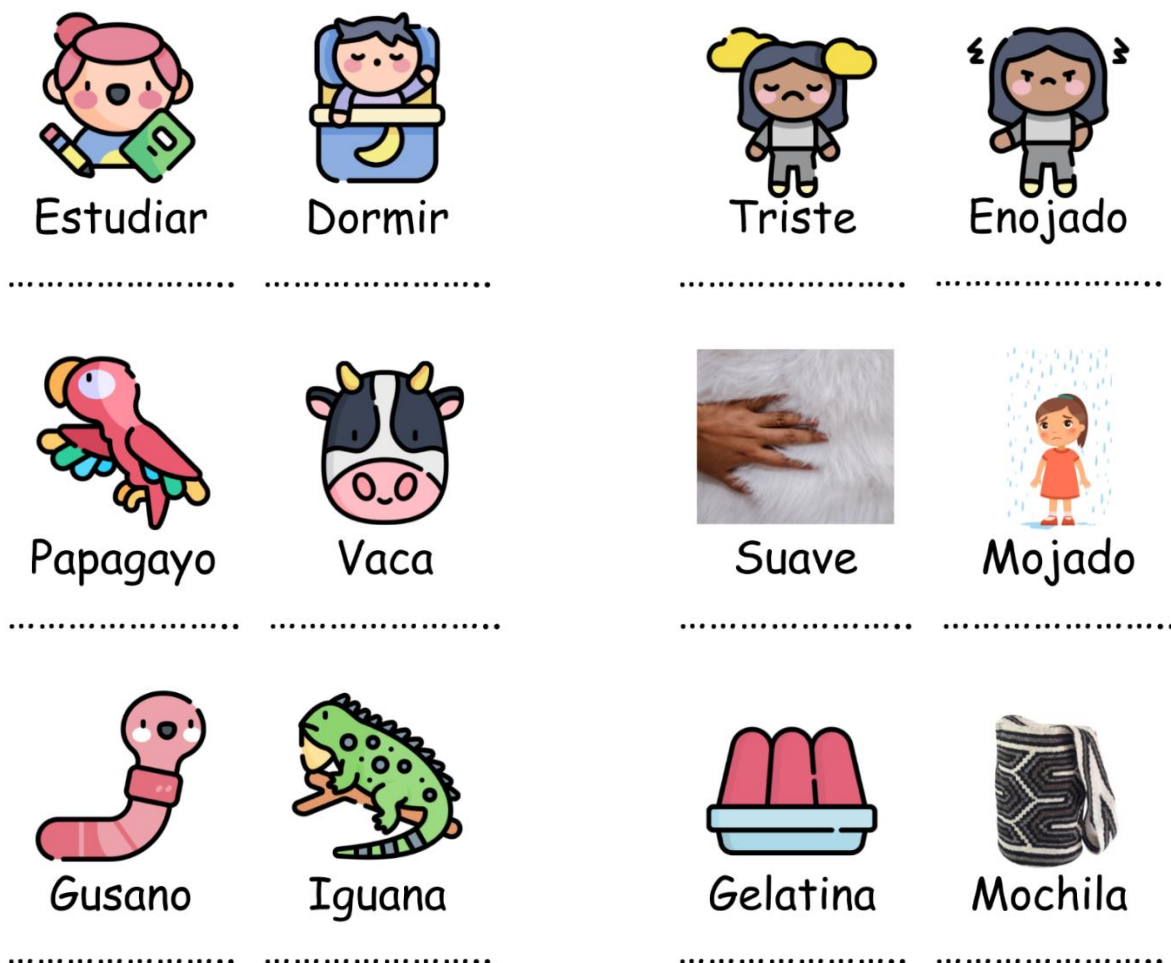 Estudiar Dormir Triste Enojado
Papagayo Vaca Suave Mojado
Gusano Iguana Gelatina Mochila